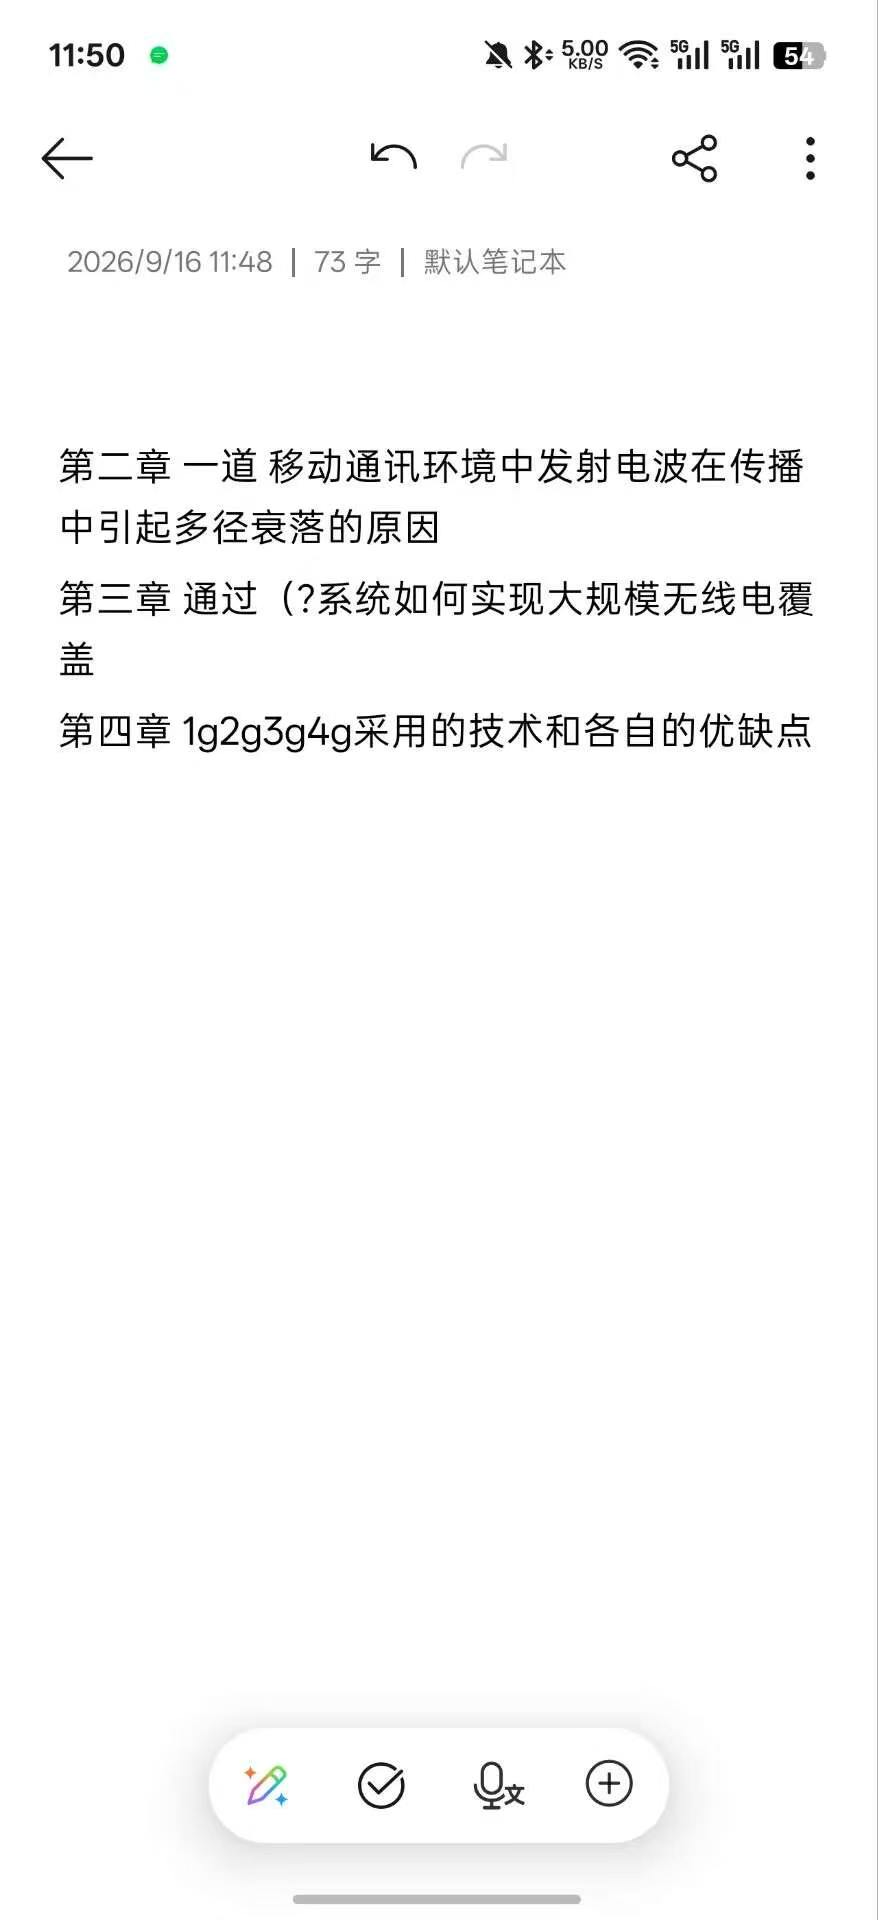 11:50
5.00 KB/S 5G 5G 54
2026/9/16 11:48 | 73 字 | 默认笔记本
第二章 一道 移动通讯环境中发射电波在传播
中引起多径衰落的原因
第三章 通过（?系统如何实现大规模无线电覆
盖
第四章 1g2g3g4g采用的技术和各自的优缺点
文